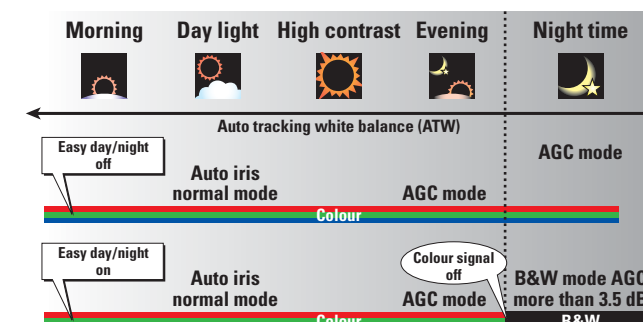 Morning Day light High contrast Evening Night time
Auto tracking white balance (ATW)
Easy day/night
off
AGC mode
Auto iris
normal mode
AGC mode
Colour
Easy day/night
on
Colour signal
off
Auto iris
normal mode
AGC mode
B&W mode AGC
more than 3.5 dB
Colour
B&W